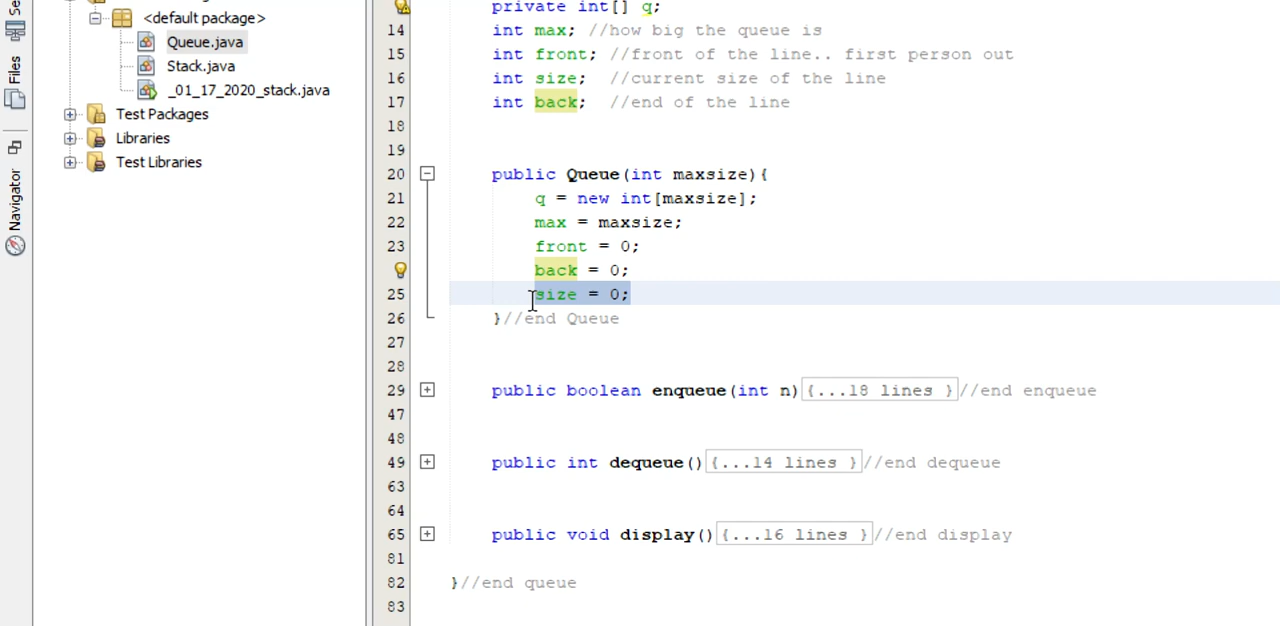 Se
Files
Navigator
<default package>
Queue.java
Stack.java
_01_17_2020_stack.java
Test Packages
Libraries
Test Libraries
private int[] q;
14 int max; //how big the queue is
15 int front; //front of the line.. first person out
16 int size; //current size of the line
17 int back; //end of the line
18
19
20 public Queue(int maxsize){
21 q = new int[maxsize];
22 max = maxsize;
23 front = 0;
back = 0;
25 size = 0;
26 }//end Queue
27
28
29 public boolean enqueue(int n){...18 lines }//end enqueue
47
48
49 public int dequeue(){...14 lines }//end dequeue
63
64
65 public void display(){...16 lines }//end display
81
82 }//end queue
83